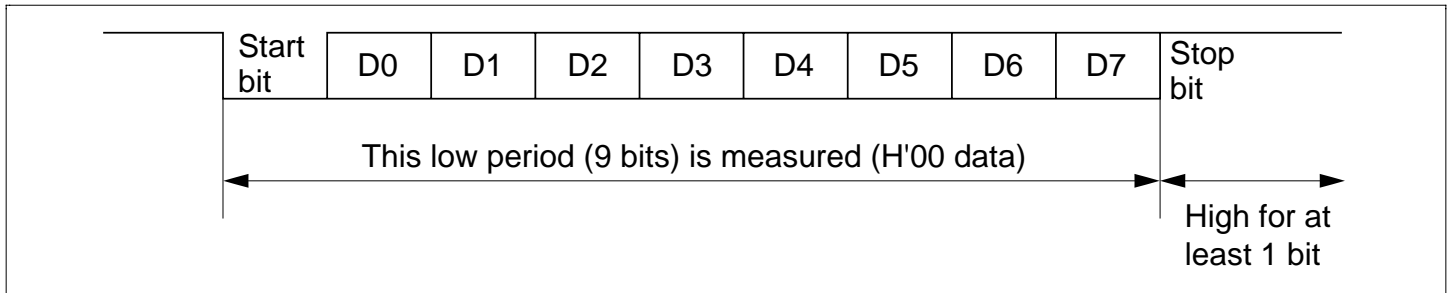 Start bit D0 D1 D2 D3 D4 D5 D6 D7 Stop bit
This low period (9 bits) is measured (H'00 data)
High for at
least 1 bit